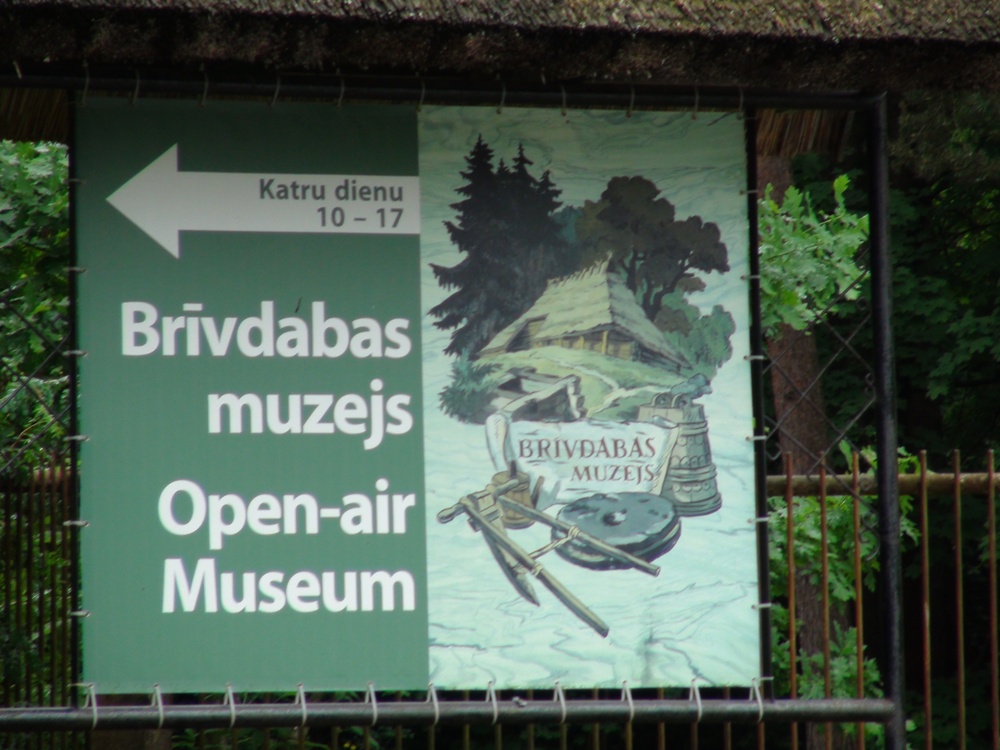 Katru dienu
10 – 17
Brīvdabas
muzejs
Open-air
Museum
BRĪVDABAS
MUZEJS